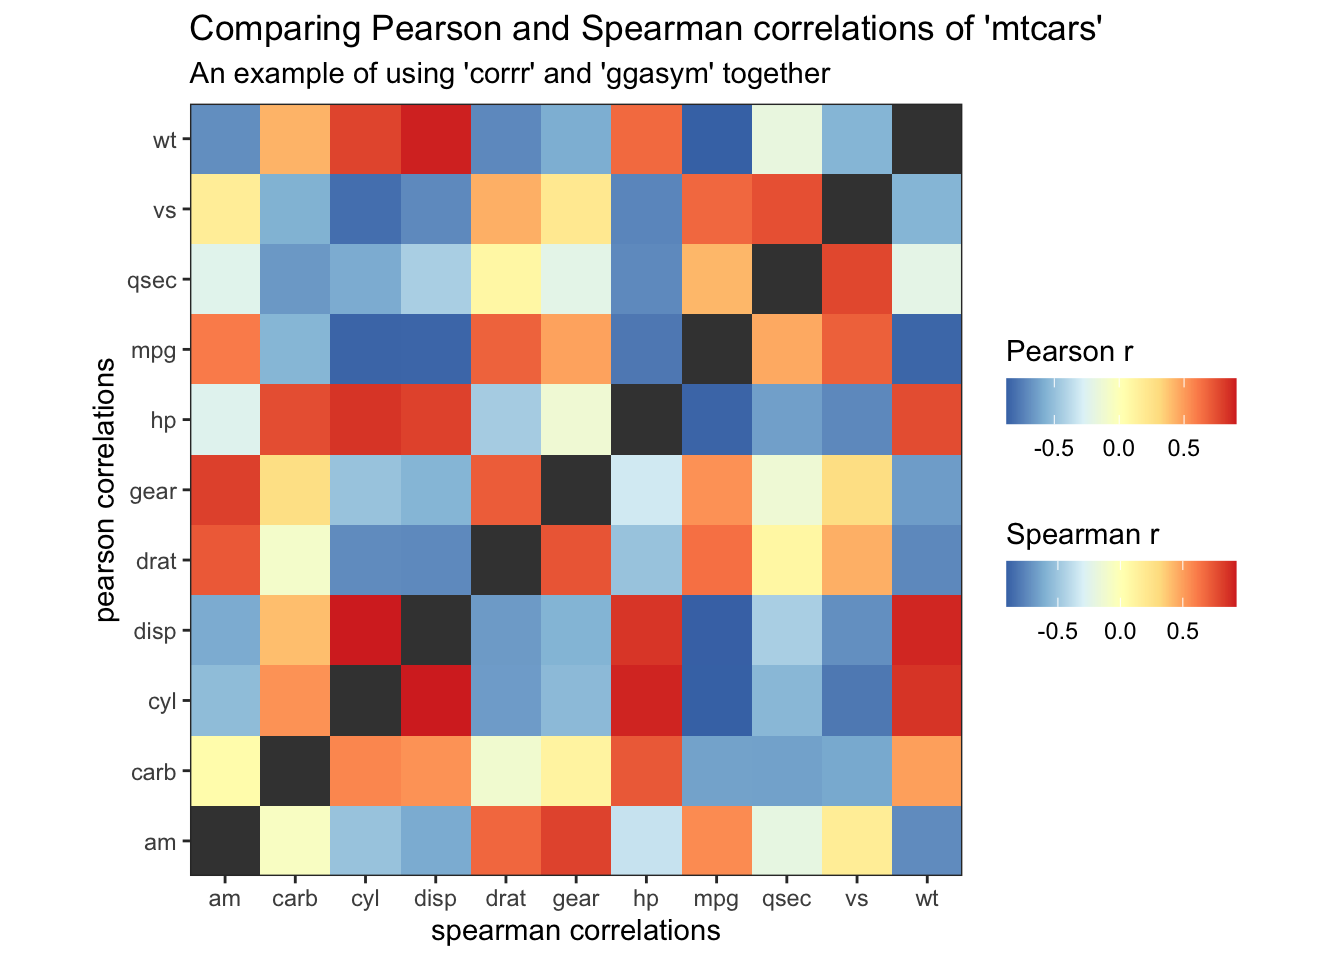 Comparing Pearson and Spearman correlations of 'mtcars'
An example of using 'corrr' and 'ggasym' together
pearson correlations
wt
vs
qsec
mpg
hp
gear
drat
disp
cyl
carb
am
am carb cyl disp drat gear hp mpg qsec vs wt
spearman correlations
Pearson r
-0.5 0.0 0.5
Spearman r
-0.5 0.0 0.5